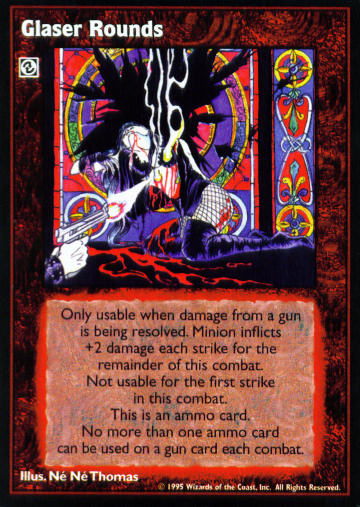 Glaser Rounds
Only usable when damage from a gun
is being resolved. Minion inflicts
+2 damage each strike for the
remainder of this combat.
Not usable for the first strike
in this combat.
This is an ammo card.
No more than one ammo card
can be used on a gun card each combat.
Illus. Né Né Thomas
© 1995 Wizards of the Coast, Inc. All Rights Reserved.